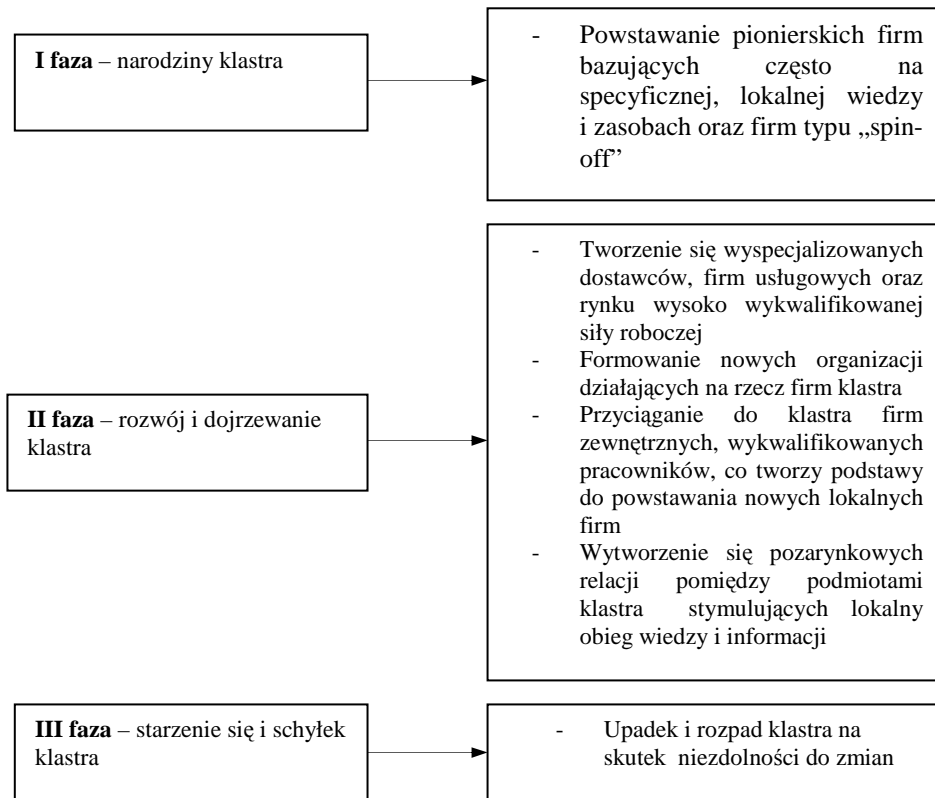 I faza – narodziny klastra
- Powstawanie pionierskich firm
bazujących często na
specyficznej, lokalnej wiedzy
i zasobach oraz firm typu „spin-
off”
II faza – rozwój i dojrzewanie
klastra
- Tworzenie się wyspecjalizowanych
dostawców, firm usługowych oraz
rynku wysoko wykwalifikowanej
siły roboczej
- Formowanie nowych organizacji
działających na rzecz firm klastra
- Przyciąganie do klastra firm
zewnętrznych, wykwalifikowanych
pracowników, co tworzy podstawy
do powstawania nowych lokalnych
firm
- Wytworzenie się pozarynkowych
relacji pomiędzy podmiotami
klastra stymulujących lokalny
obieg wiedzy i informacji
III faza – starzenie się i schyłek
klastra
- Upadek i rozpad klastra na
skutek niezdolności do zmian